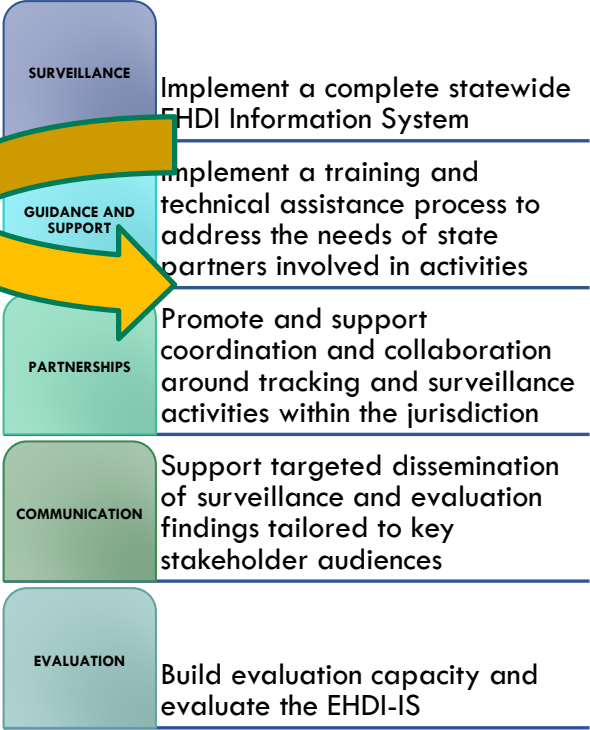 SURVEILLANCE
Implement a complete statewide
EHDI Information System
GUIDANCE AND
SUPPORT
Implement a training and
technical assistance process to
address the needs of state
partners involved in activities
PARTNERSHIPS
Promote and support
coordination and collaboration
around tracking and surveillance
activities within the jurisdiction
COMMUNICATION
Support targeted dissemination
of surveillance and evaluation
findings tailored to key
stakeholder audiences
EVALUATION
Build evaluation capacity and
evaluate the EHDI-IS